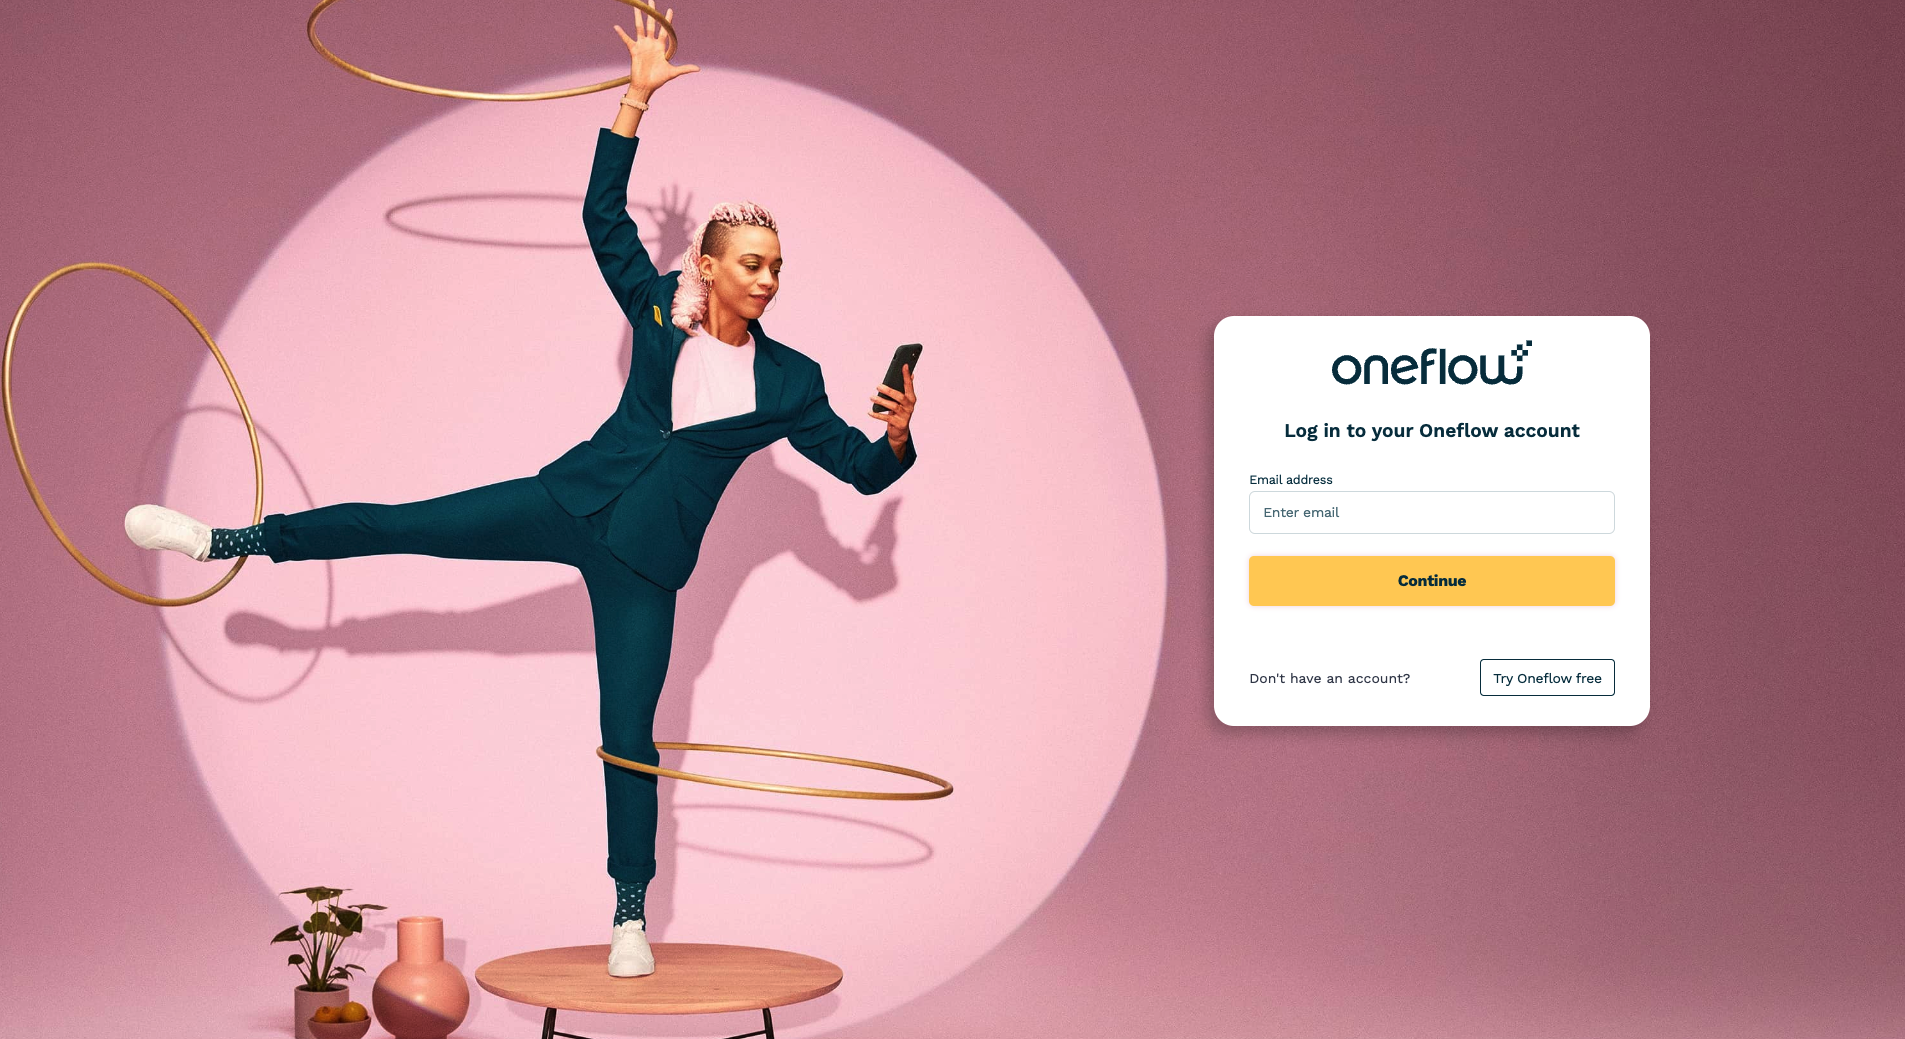 oneflow
Log in to your Oneflow account
Email address
Enter email
Continue
Don't have an account?
Try Oneflow free